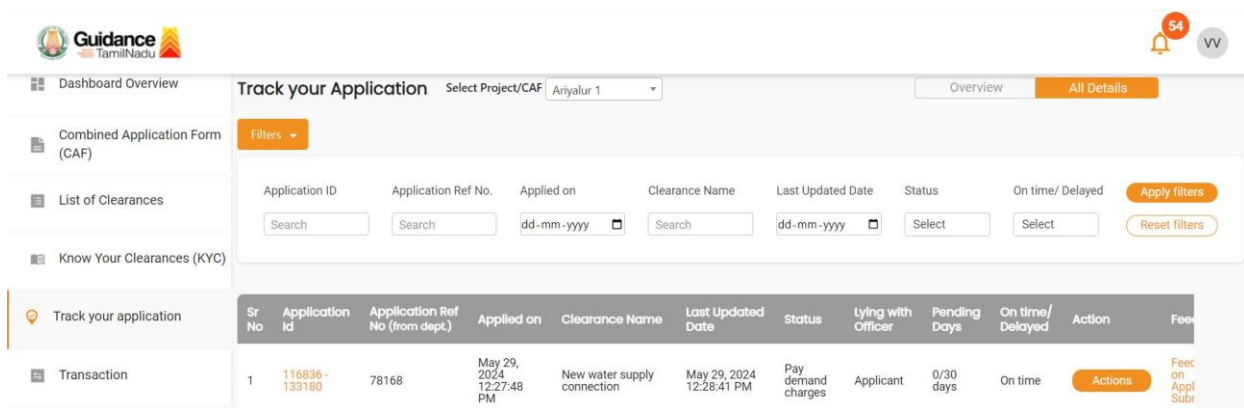 Guidance
TamilNadu
54
VV
Dashboard Overview
Combined Application Form
(CAF)
List of Clearances
Know Your Clearances (KYC)
Track your application
Transaction
Track your Application
Select Project/CAF
Ariyalur 1
Overview
All Details
Filters
Application ID
Application Ref No.
Applied on
Clearance Name
Last Updated Date
Status
On time/ Delayed
Apply filters
Search
Search
dd-mm-yyyy
Search
dd-mm-yyyy
Select
Select
Reset filters
Sr
No
Application
Id
Application Ref
No (from dept.)
Applied on
Clearance Name
Last Updated
Date
Status
Lying with
Officer
Pending
Days
On time/
Delayed
Action
Feed
1
116836 -
133180
78168
May 29,
2024
12:27:48
PM
New water supply
connection
May 29, 2024
12:28:41 PM
Pay
demand
charges
Applicant
0/30
days
On time
Actions
Feed
on
Appl
Subr